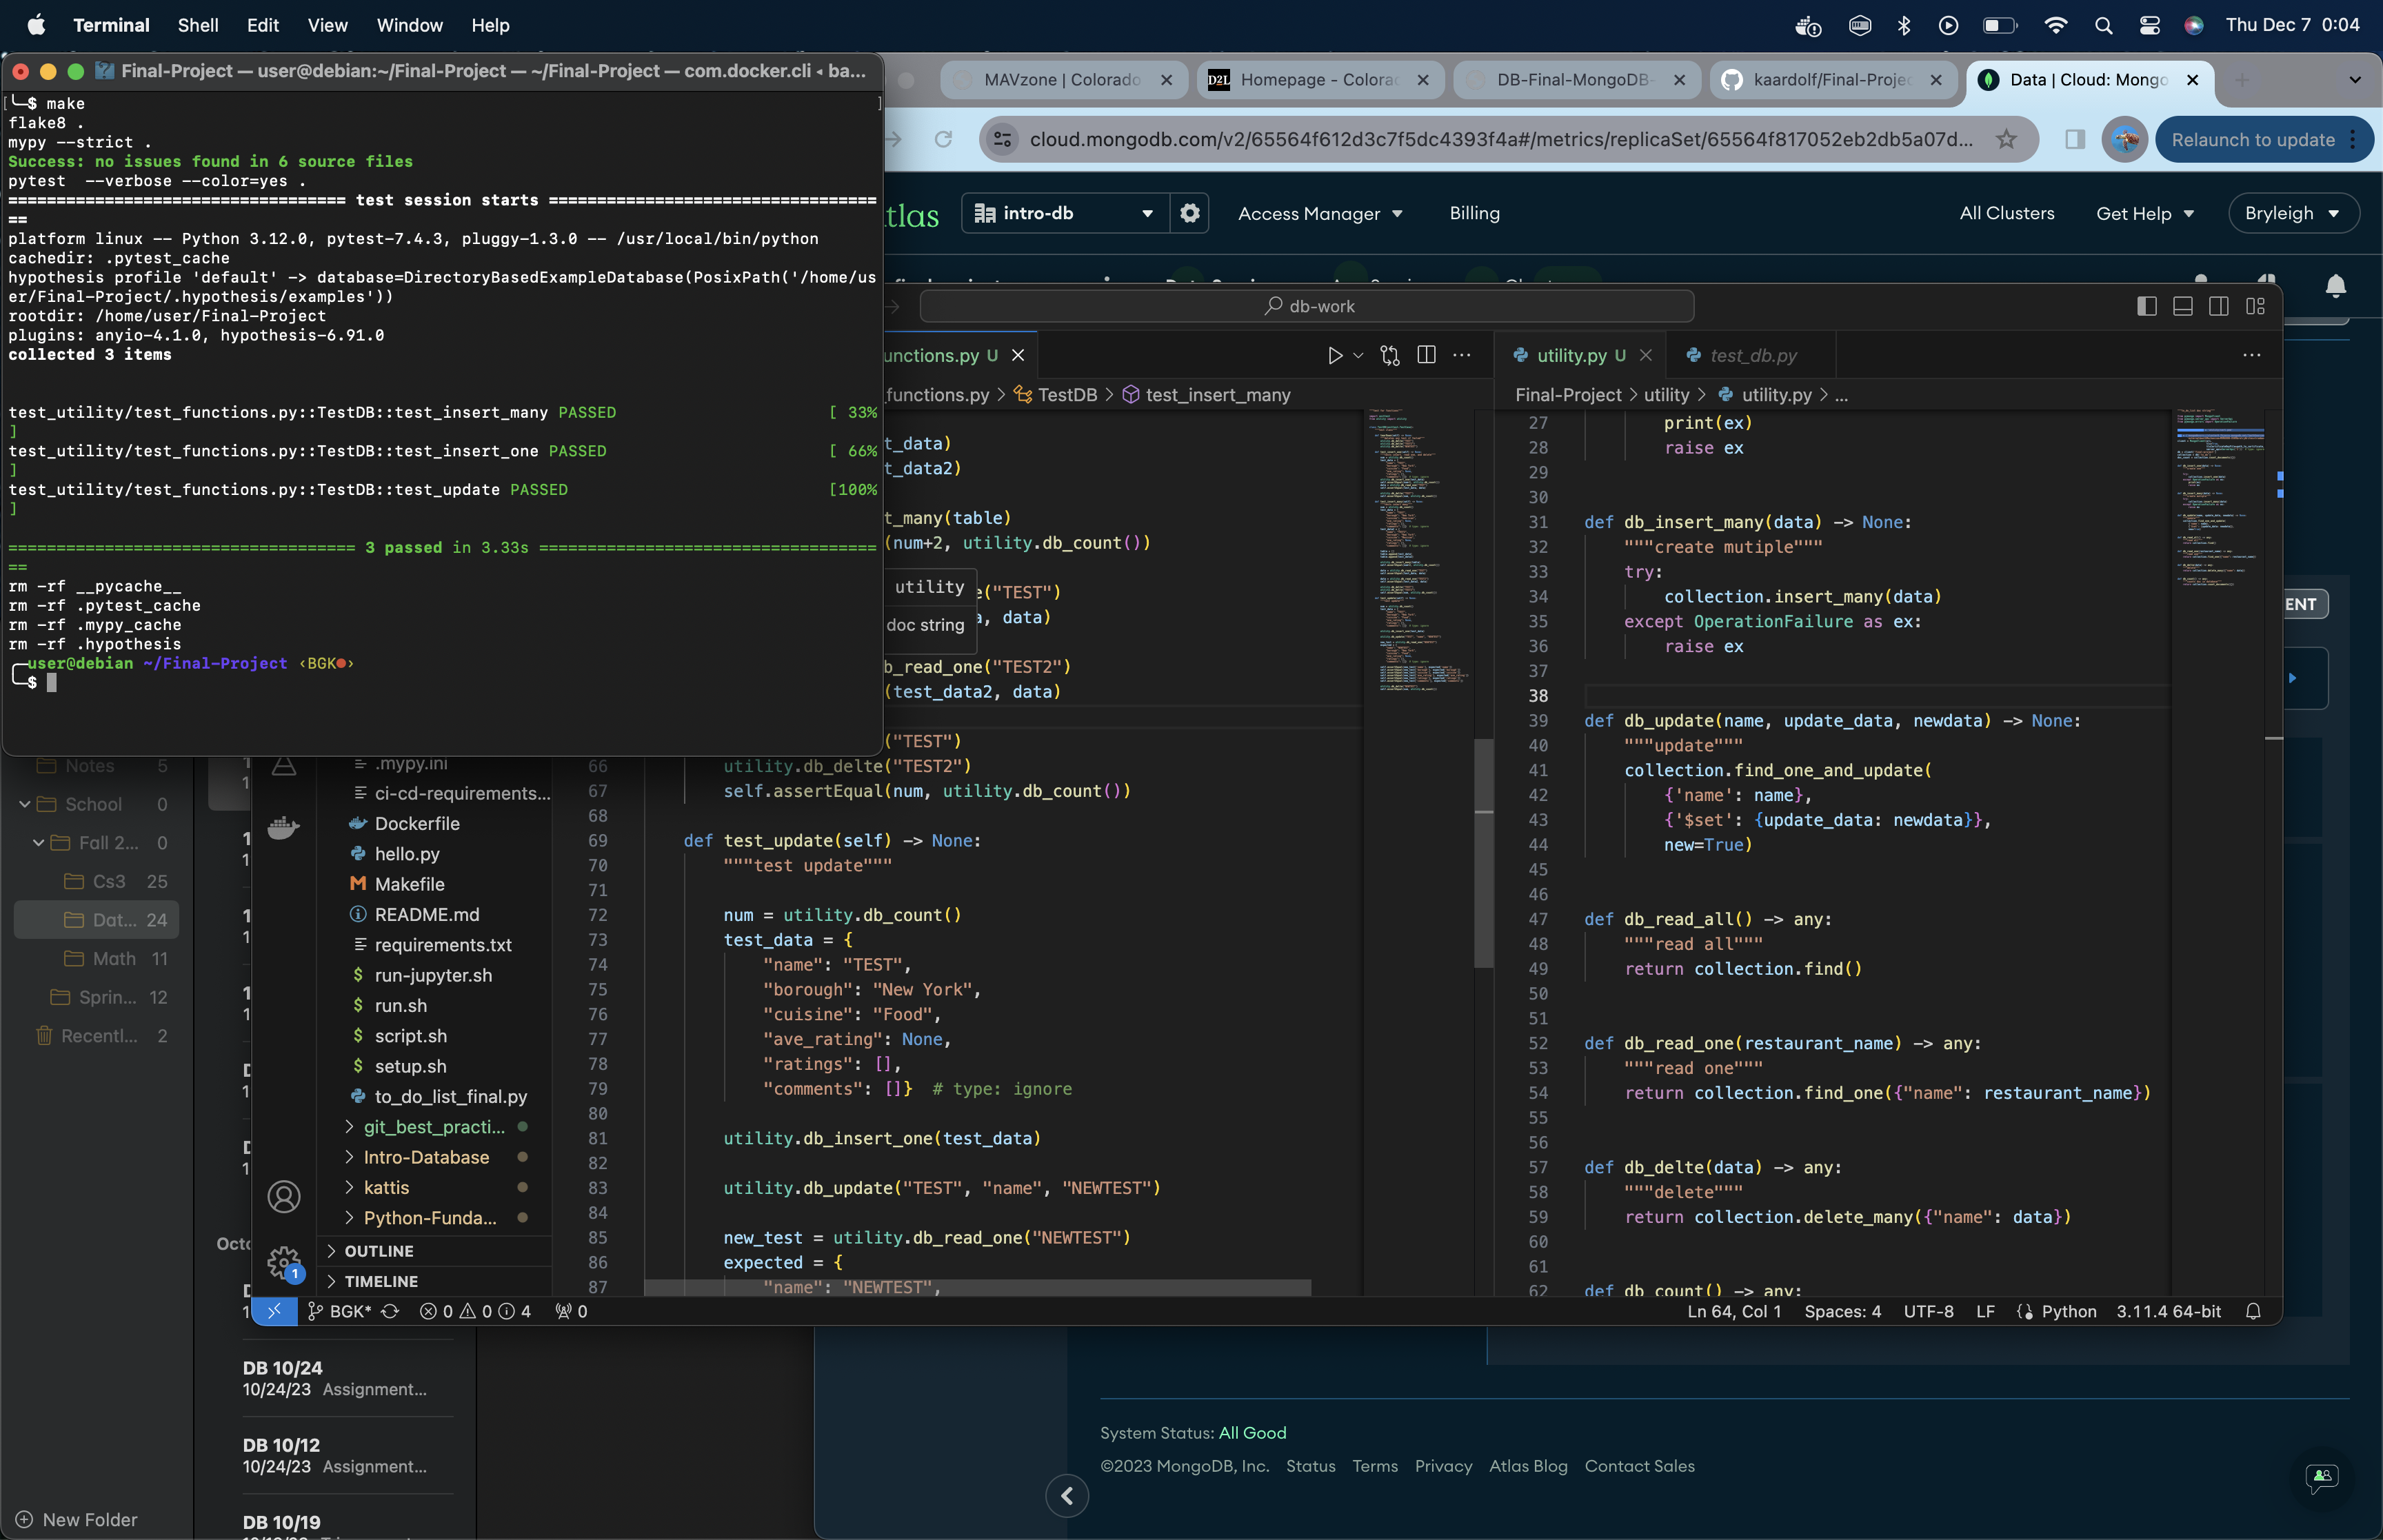 Terminal Shell Edit View Window Help
Thu Dec 7 0:04
Final-Project — user@debian:~/Final-Project — ~/Final-Project — com.docker.cli ◂ ba...
[╰─$ make ]
flake8 .
mypy --strict .
Success: no issues found in 6 source files
pytest --verbose --color=yes .
=================================== test session starts ==================================
==
platform linux -- Python 3.12.0, pytest-7.4.3, pluggy-1.3.0 -- /usr/local/bin/python
cachedir: .pytest_cache
hypothesis profile 'default' -> database=DirectoryBasedExampleDatabase(PosixPath('/home/us
er/Final-Project/.hypothesis/examples'))
rootdir: /home/user/Final-Project
plugins: anyio-4.1.0, hypothesis-6.91.0
collected 3 items
test_utility/test_functions.py::TestDB::test_insert_many PASSED [ 33%
]
test_utility/test_functions.py::TestDB::test_insert_one PASSED [ 66%
]
test_utility/test_functions.py::TestDB::test_update PASSED [100%
]
==================================== 3 passed in 3.33s ===================================
==
rm -rf __pycache__
rm -rf .pytest_cache
rm -rf .mypy_cache
rm -rf .hypothesis
╭─user@debian ~/Final-Project ‹BGK●›
╰─$
MAVzone | Colorado
D2L Homepage - Colorac
DB-Final-MongoDB-
kaardolf/Final-Projec
Data | Cloud: Mongo
cloud.mongodb.com/v2/65564f612d3c7f5dc4393f4a#/metrics/replicaSet/65564f817052eb2db5a07d...
Relaunch to update
tlas
intro-db
Access Manager
Billing
All Clusters
Get Help
Bryleigh
db-work
unctions.py U
functions.py > TestDB > test_insert_many
t_data)
t_data2)
t_many(table)
(num+2, utility.db_count())
utility
e("TEST")
a, data)
doc string
b_read_one("TEST2")
(test_data2, data)
("TEST")
66 utility.db_delte("TEST2")
67 self.assertEqual(num, utility.db_count())
68
69 def test_update(self) -> None:
70 """test update"""
71
72 num = utility.db_count()
73 test_data = {
74 "name": "TEST",
75 "borough": "New York",
76 "cuisine": "Food",
77 "ave_rating": None,
78 "ratings": [],
79 "comments": []} # type: ignore
80
81 utility.db_insert_one(test_data)
82
83 utility.db_update("TEST", "name", "NEWTEST")
84
85 new_test = utility.db_read_one("NEWTEST")
86 expected = {
87 "name": "NEWTEST",
utility.py U
test_db.py
Final-Project > utility > utility.py > ...
27 print(ex)
28 raise ex
29
30
31 def db_insert_many(data) -> None:
32 """create mutiple"""
33 try:
34 collection.insert_many(data)
35 except OperationFailure as ex:
36 raise ex
37
38
39 def db_update(name, update_data, newdata) -> None:
40 """update"""
41 collection.find_one_and_update(
42 {'name': name},
43 {'$set': {update_data: newdata}},
44 new=True)
45
46
47 def db_read_all() -> any:
48 """read all"""
49 return collection.find()
50
51
52 def db_read_one(restaurant_name) -> any:
53 """read one"""
54 return collection.find_one({"name": restaurant_name})
55
56
57 def db_delte(data) -> any:
58 """delete"""
59 return collection.delete_many({"name": data})
60
61
62 def db_count() -> any:
ENT
Notes 5
School 0
Fall 2... 0
Cs3 25
Dat... 24
Math 11
Sprin... 12
Recentl... 2
New Folder
.mypy.ini
ci-cd-requirements...
Dockerfile
hello.py
Makefile
README.md
requirements.txt
run-jupyter.sh
run.sh
script.sh
setup.sh
to_do_list_final.py
git_best_practi...
Intro-Database
kattis
Python-Funda...
OUTLINE
TIMELINE
1
Octo
BGK* 0 0 4 0
Ln 64, Col 1 Spaces: 4 UTF-8 LF Python 3.11.4 64-bit
DB 10/24
10/24/23 Assignment...
DB 10/12
10/24/23 Assignment...
DB 10/19
System Status: All Good
©2023 MongoDB, Inc. Status Terms Privacy Atlas Blog Contact Sales